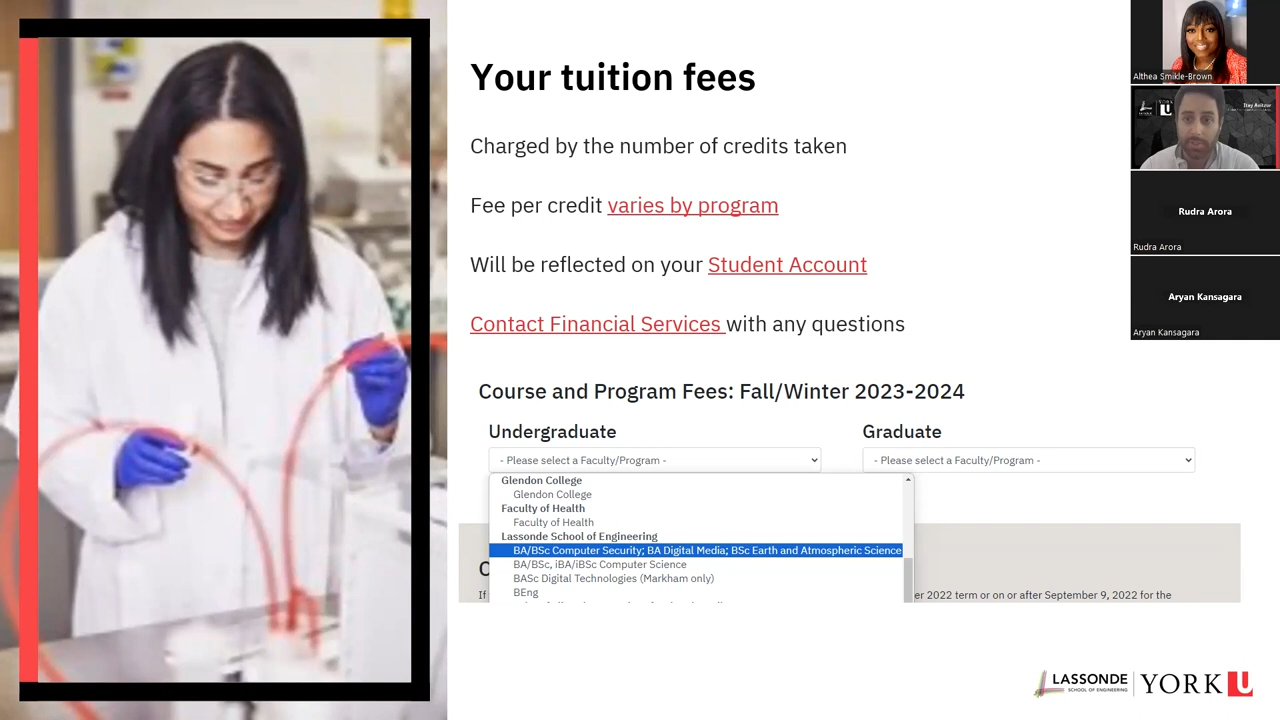 Your tuition fees
Charged by the number of credits taken
Fee per credit varies by program
Will be reflected on your Student Account
Contact Financial Services with any questions
Course and Program Fees: Fall/Winter 2023-2024
Undergraduate
Graduate
- Please select a Faculty/Program -
- Please select a Faculty/Program -
Glendon College
Glendon College
Faculty of Health
Faculty of Health
Lassonde School of Engineering
BA/BSc Computer Security; BA Digital Media; BSc Earth and Atmospheric Science
BA/BSc, iBA/iBSc Computer Science
BASc Digital Technologies (Markham only)
BEng
If
er 2022 term or on or after September 9, 2022 for the
Althea Smikle-Brown
YORK U
Rudra Arora
Rudra Arora
Aryan Kansagara
Aryan Kansagara
LASSONDE
SCHOOL OF ENGINEERING
YORK U